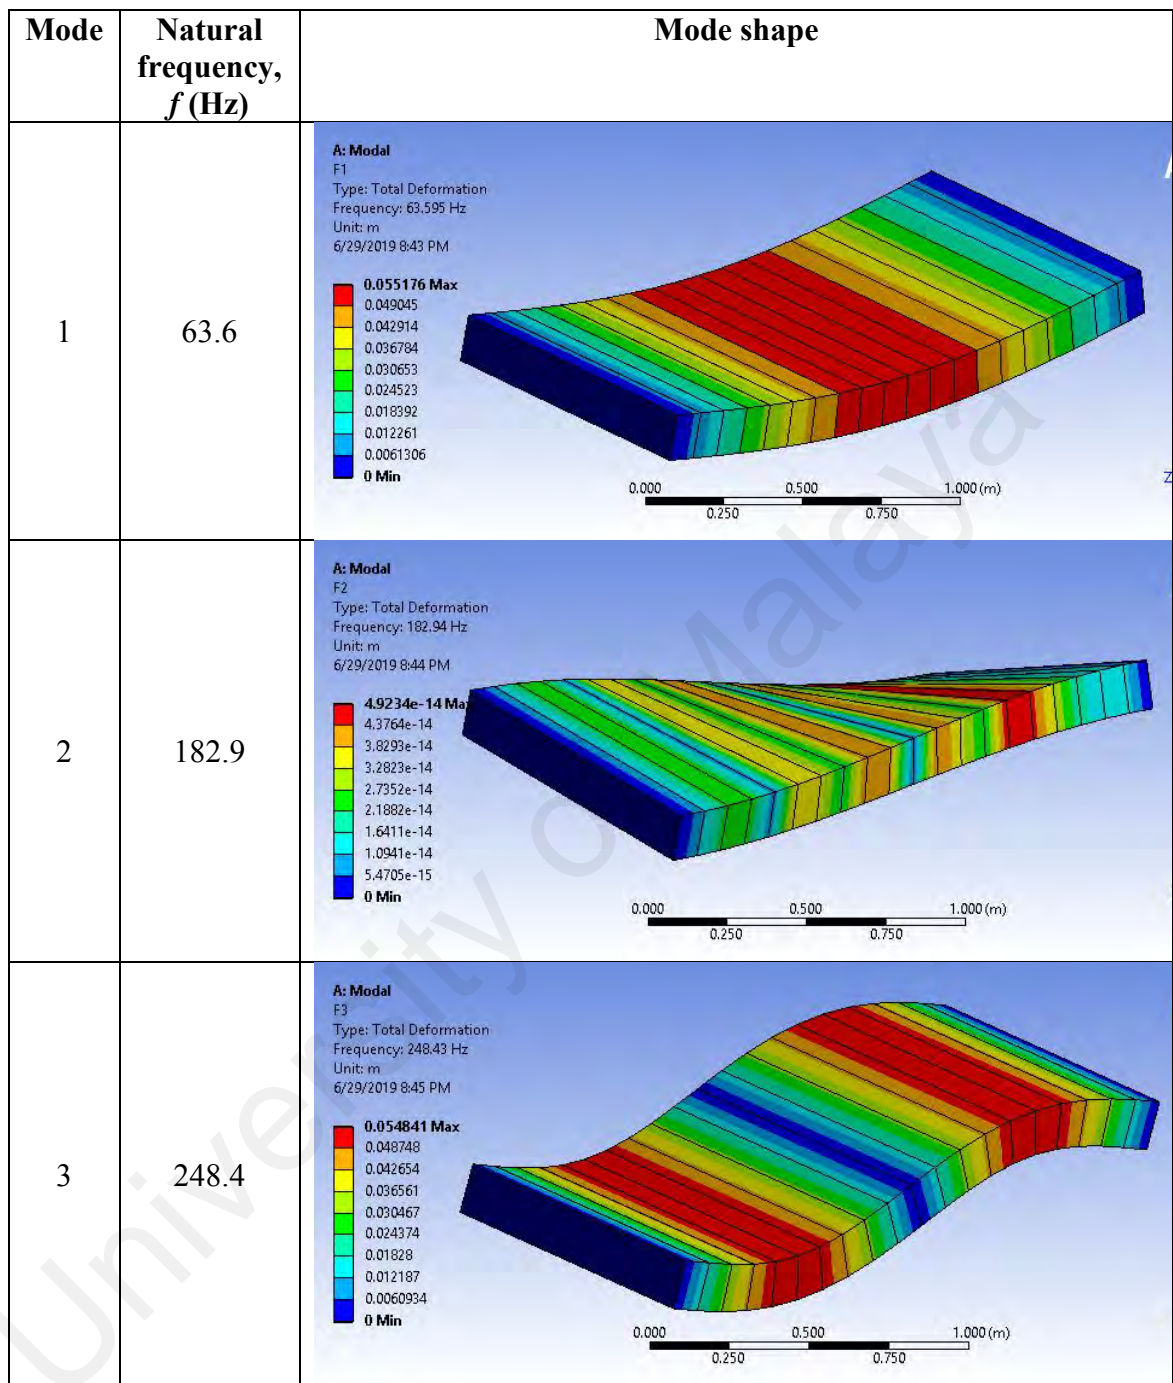 Mode Natural frequency, f (Hz) Mode shape
1 63.6
A: Modal
F1
Type: Total Deformation
Frequency: 63.595 Hz
Unit: m
6/29/2019 8:43 PM
0.055176 Max
0.049045
0.042914
0.036784
0.030653
0.024523
0.018392
0.012261
0.0061306
0 Min
0.000 0.500 1.000 (m)
0.250 0.750
Z
2 182.9
A: Modal
F2
Type: Total Deformation
Frequency: 182.94 Hz
Unit: m
6/29/2019 8:44 PM
4.9234e-14 Ma
4.3764e-14
3.8293e-14
3.2823e-14
2.7352e-14
2.1882e-14
1.6411e-14
1.0941e-14
5.4705e-15
0 Min
0.000 0.500 1.000 (m)
0.250 0.750
3 248.4
A: Modal
F3
Type: Total Deformation
Frequency: 248.43 Hz
Unit: m
6/29/2019 8:45 PM
0.054841 Max
0.048748
0.042654
0.036561
0.030467
0.024374
0.01828
0.012187
0.0060934
0 Min
0.000 0.500 1.000 (m)
0.250 0.750
University of Malaya